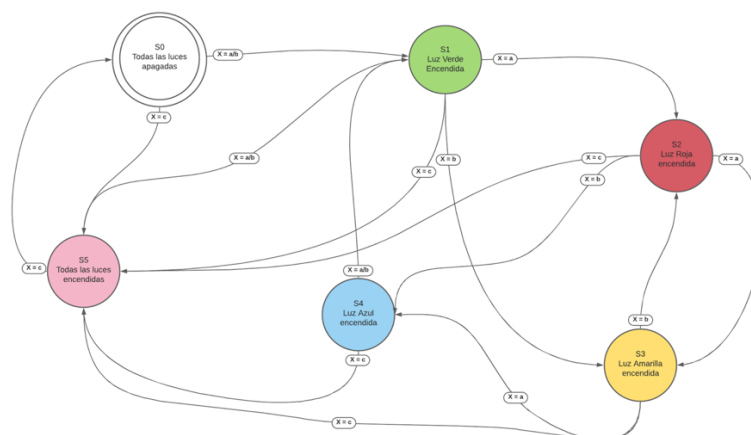 S0
Todas las luces
apagadas
X = a/b
S1
Luz Verde
Encendida
X = a
X = c
S2
Luz Roja
encendida
X = a/b
X = b
X = c
X = c
X = a
X = b
S5
Todas las luces
encendidas
X = c
X = a/b
S4
Luz Azul
encendida
X = b
S3
Luz Amarilla
encendida
X = c
X = a
X = c